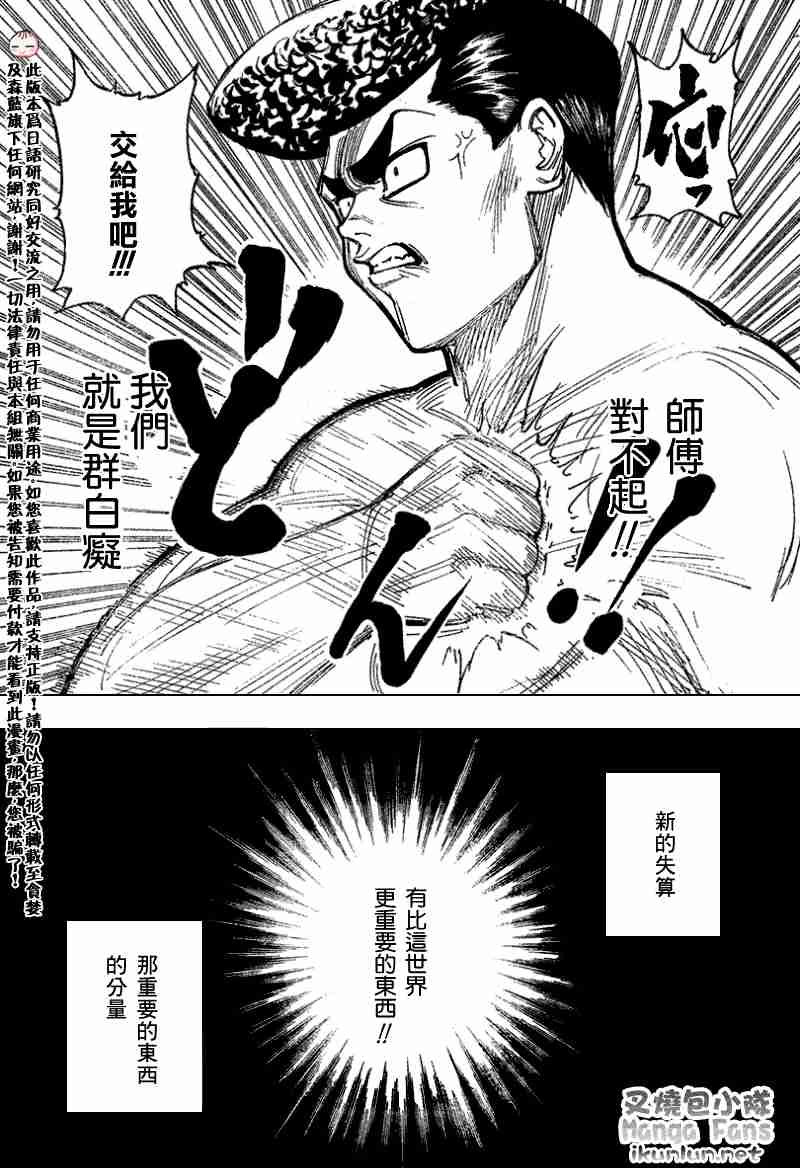 応っ
交給我吧!!!
師傅
對不起!!
我們
就是群白癡
どん!!
新的失算
有比這世界
更重要的東西!!
那重要的東西
的分量
此版本爲日語研究同好交流之用,請勿用于任何商業用途。如您喜歡此作品,請支持正版!請勿以任何形式轉載至貪婪
及森藍旗下任何網站,謝謝!一切法律責任與本組無關。如果您被告知需要付款才能看到此漫畫,那麼,您被騙了!
叉燒包小隊
Manga Fans
ikunlun.net